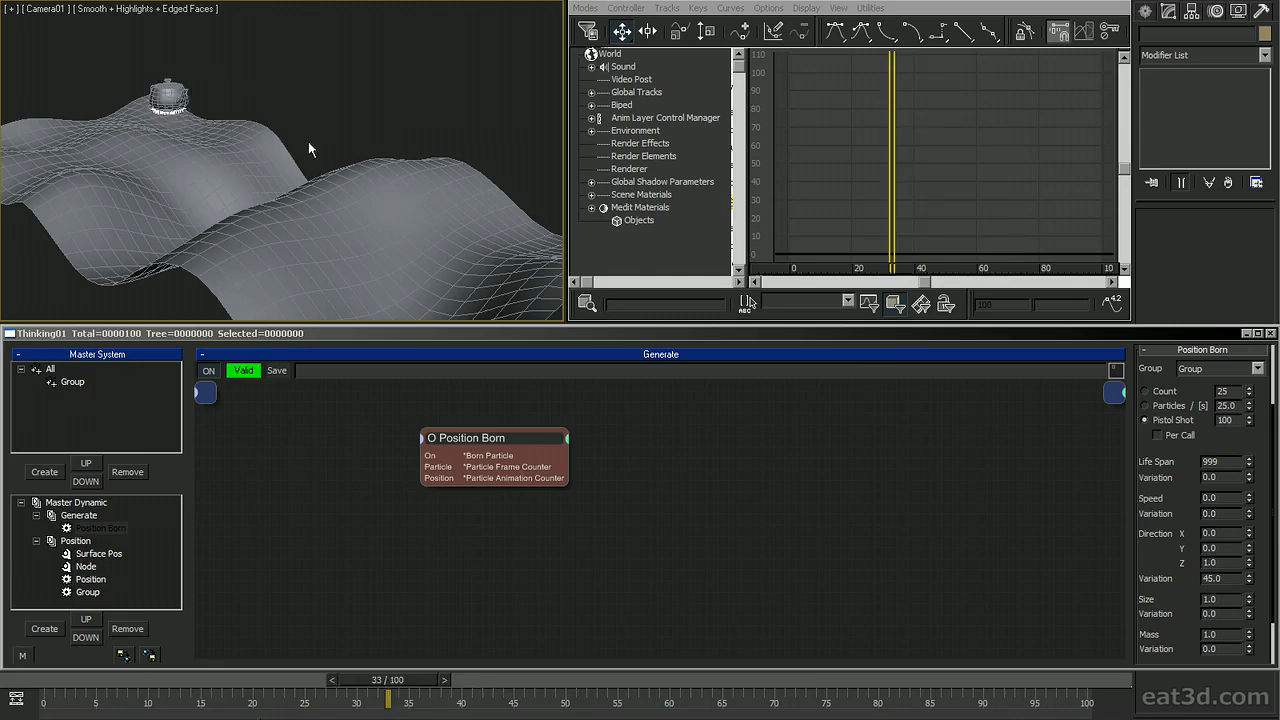 [ + ] [ Camera01 ] [ Smooth + Highlights + Edged Faces ]
Modes Controller Tracks Keys Curves Options Display View Utilities
World
Sound
Video Post
Global Tracks
Biped
Anim Layer Control Manager
Environment
Render Effects
Render Elements
Renderer
Global Shadow Parameters
Scene Materials
Medit Materials
Objects
110
100
90
80
70
60
50
40
30
20
10
0
0 20 40 60 80 10
ABC
100
4.2
Modifier List
Thinking01 Total=0000100 Tree=0000000 Selected=0000000
- Master System
All
Group
Create UP DOWN Remove
Master Dynamic
Generate
Position Born
Position
Surface Pos
Node
Position
Group
Create UP DOWN Remove
M
- Generate
ON Valid Save
O Position Born
On *Born Particle
Particle *Particle Frame Counter
Position *Particle Animation Counter
- Position Born
Group Group
Count 25
Particles / [s] 25.0
Pistol Shot 100
Per Call
Life Span 999
Variation 0.0
Speed 0.0
Variation 0.0
Direction X 0.0
Y 0.0
Z 1.0
Variation 45.0
Size 1.0
Variation 0.0
Mass 1.0
Variation 0.0
< 33 / 100 >
0 5 10 15 20 25 30 35 40 45 50 55 60 65 70 75 80 85 90 95 100
eat3d.com